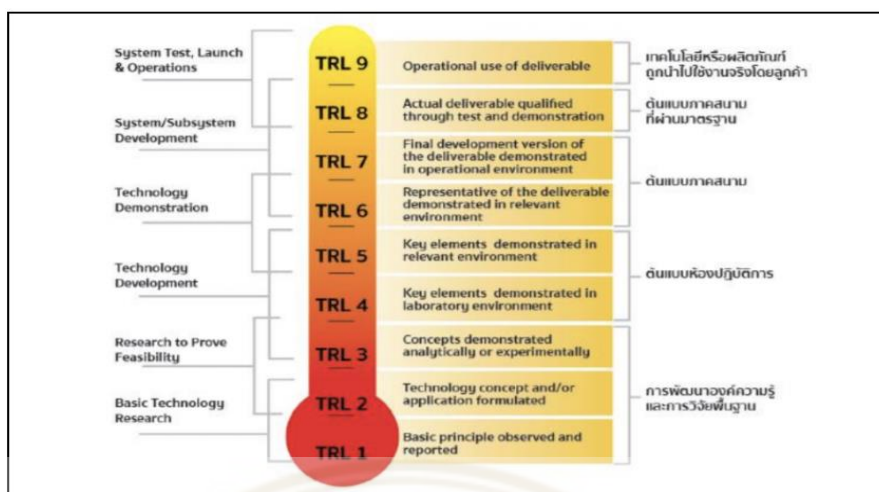 System Test, Launch
& Operations
System/Subsystem
Development
Technology
Demonstration
Technology
Development
Research to Prove
Feasibility
Basic Technology
Research
TRL 9
TRL 8
TRL 7
TRL 6
TRL 5
TRL 4
TRL 3
TRL 2
TRL 1
Operational use of deliverable
Actual deliverable qualified
through test and demonstration
Final development version of
the deliverable demonstrated
in operational environment
Representative of the deliverable
demonstrated in relevant
environment
Key elements demonstrated in
relevant environment
Key elements demonstrated in
laboratory environment
Concepts demonstrated
analytically or experimentally
Technology concept and/or
application formulated
Basic principle observed and
reported
เทคโนโลยีหรือผลิตภัณฑ์
ถูกนำไปใช้งานจริงโดยลูกค้า
ต้นแบบภาคสนาม
ที่ผ่านมาตรฐาน
ต้นแบบภาคสนาม
ต้นแบบห้องปฏิบัติการ
การพัฒนาองค์ความรู้
และการวิจัยพื้นฐาน